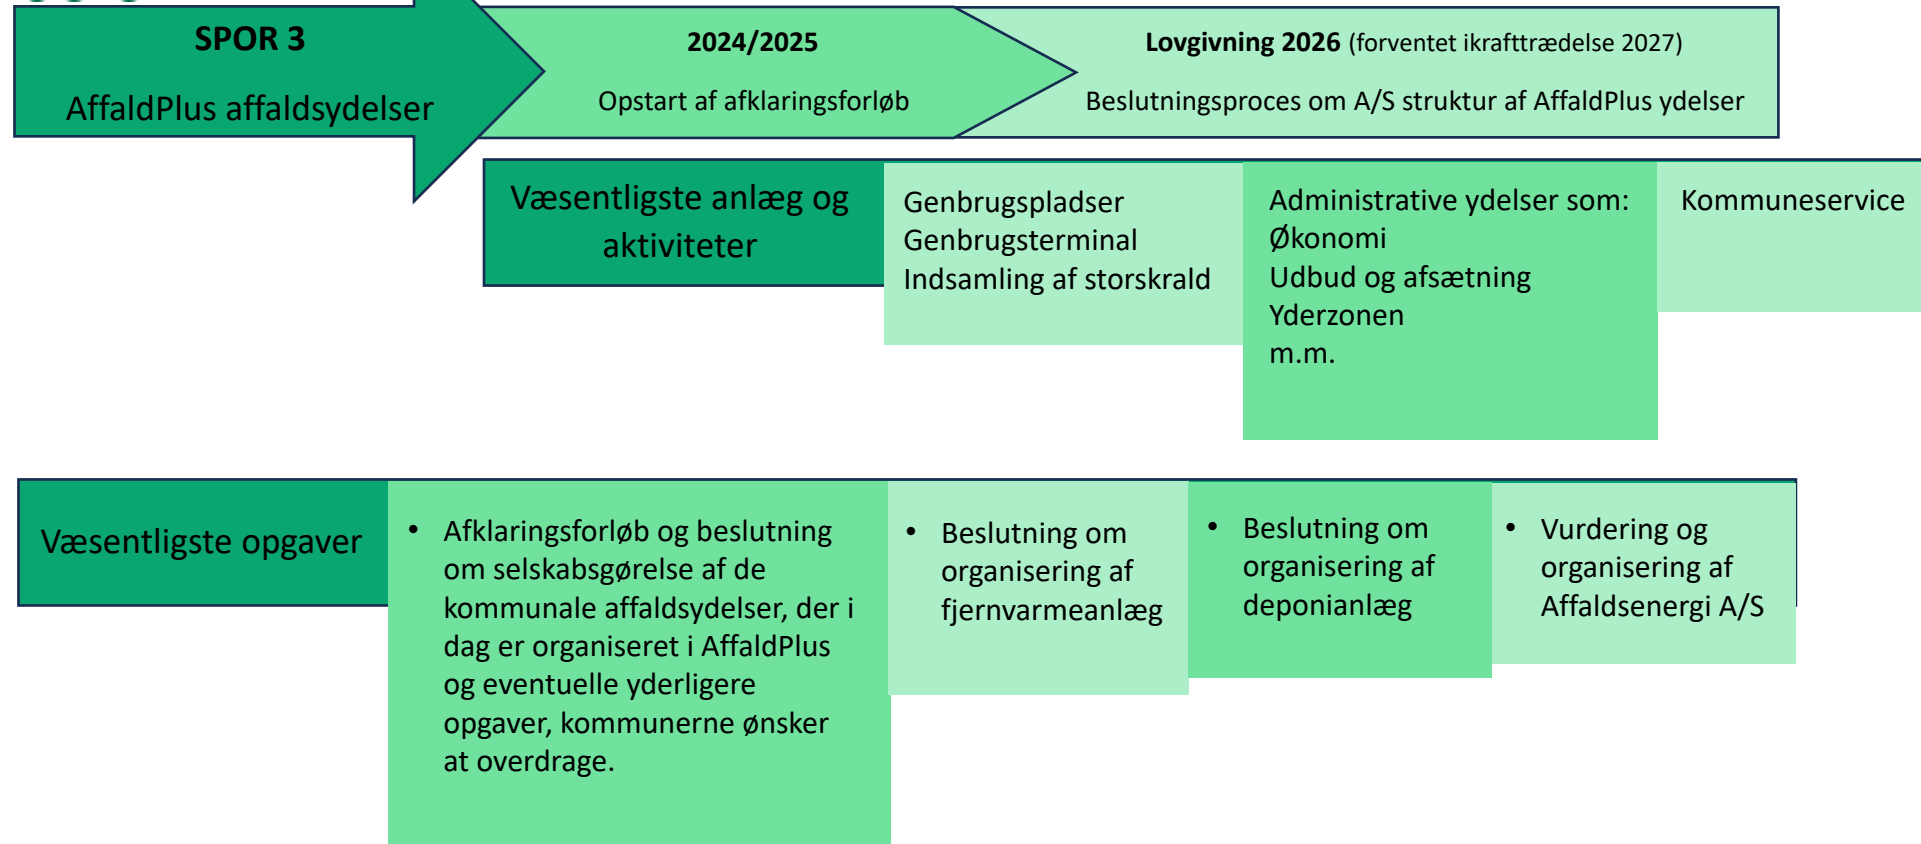 SPOR 3
AffaldPlus affaldsydelser
2024/2025
Opstart af afklaringsforløb
Lovgivning 2026 (forventet ikrafttrædelse 2027)
Beslutningsproces om A/S struktur af AffaldPlus ydelser
Væsentligste anlæg og
aktiviteter
Genbrugspladser
Genbrugsterminal
Indsamling af storskrald
Administrative ydelser som:
Økonomi
Udbud og afsætning
Yderzonen
m.m.
Kommuneservice
Væsentligste opgaver
• Afklaringsforløb og beslutning
om selskabsgørelse af de
kommunale affaldsydelser, der i
dag er organiseret i AffaldPlus
og eventuelle yderligere
opgaver, kommunerne ønsker
at overdrage.
• Beslutning om
organisering af
fjernvarmeanlæg
• Beslutning om
organisering af
deponianlæg
• Vurdering og
organisering af
Affaldsenergi A/S